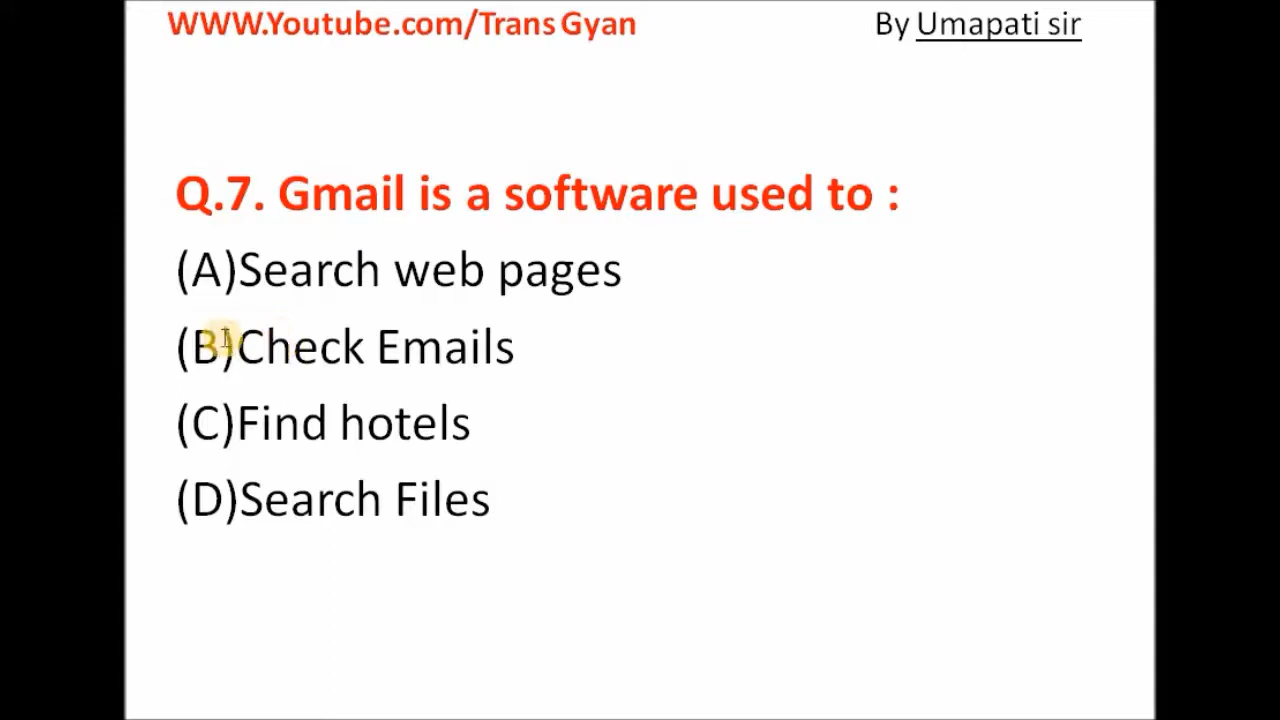 WWW.Youtube.com/Trans Gyan
By Umapati sir
Q.7. Gmail is a software used to :
(A)Search web pages
(B)Check Emails
(C)Find hotels
(D)Search Files